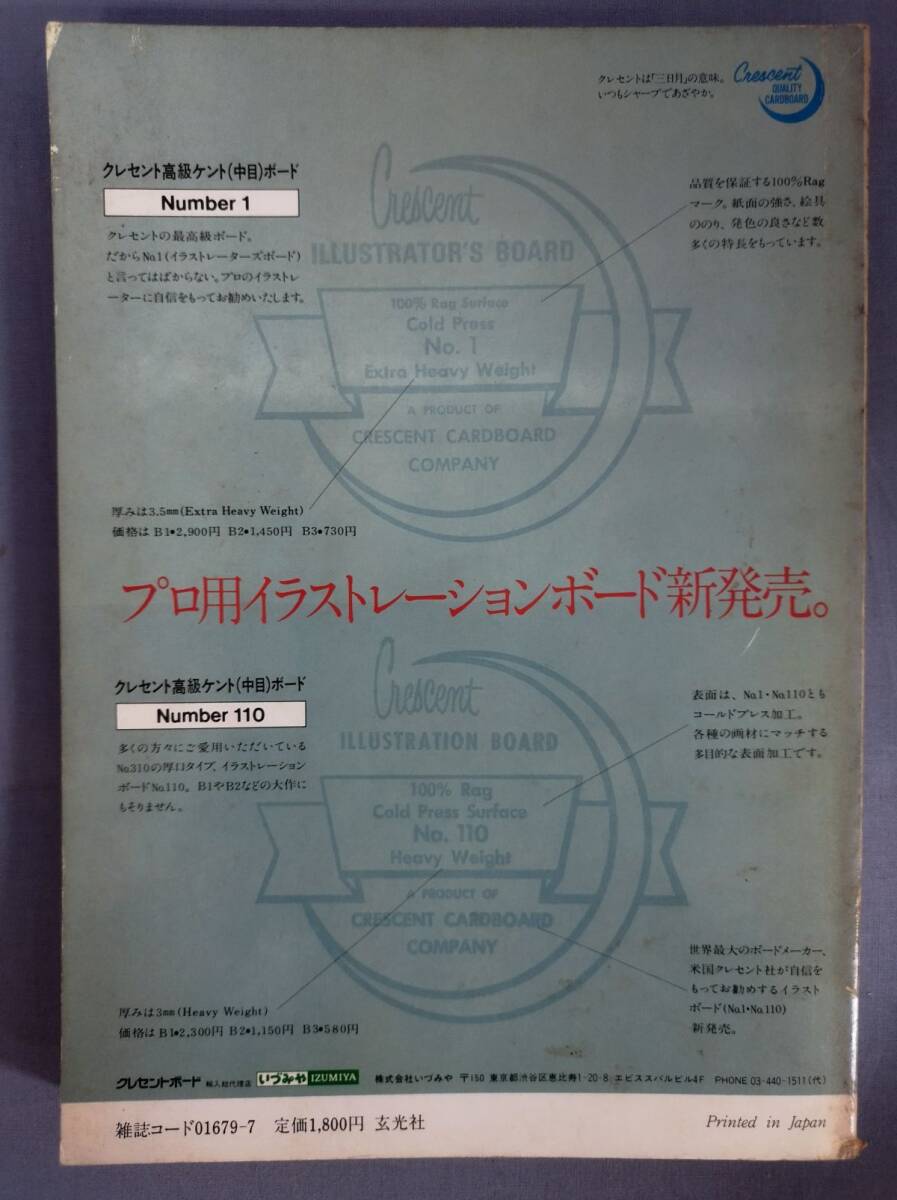 クレセントは「三日月」の意味。
いつもシャープであざやか。
Crescent
QUALITY
CARDBOARD
クレセント高級ケント(中目)ボード
Number 1
クレセントの最高級ボード。
だからNo.1(イラストレーターズボード)
と言ってはばからない。プロのイラストレ
ーターに自信をもってお勧めいたします。
品質を保証する100%Rag
マーク。紙面の強さ、絵具
ののり、発色の良さなど数
多くの特長をもっています。
Crescent
ILLUSTRATOR'S BOARD
100% Rag Surface
Cold Press
No. 1
Extra Heavy Weight
A PRODUCT OF
CRESCENT CARDBOARD
COMPANY
厚みは3.5mm(Extra Heavy Weight)
価格は B1•2,900円 B2•1,450円 B3•730円
プロ用イラストレーションボード新発売。
クレセント高級ケント(中目)ボード
Number 110
多くの方々にご愛用いただいている
No.310の厚口タイプ、イラストレーション
ボードNo.110。B1やB2などの大作に
もそりません。
Crescent
ILLUSTRATION BOARD
100% Rag
Cold Press Surface
No. 110
Heavy Weight
A PRODUCT OF
CRESCENT CARDBOARD
COMPANY
表面は、No.1・No.110とも
コールドプレス加工。
各種の画材にマッチする
多目的な表面加工です。
世界最大のボードメーカー、
米国クレセント社が自信を
もってお勧めするイラスト
ボード(No.1・No.110)
新発売。
厚みは3mm(Heavy Weight)
価格は B1•2,300円 B2•1,150円 B3•580円
クレセントボード 輸入総代理店 いづみや IZUMIYA 株式会社いづみや 〒150 東京都渋谷区恵比寿1-20-8 エビススバルビル4F PHONE 03-440-1511(代)
雑誌コード01679-7 定価1,800円 玄光社
Printed in Japan